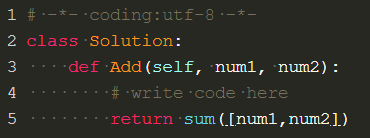 1 # -*- coding:utf-8 -*-
2 class Solution:
3     def Add(self, num1, num2):
4         # write code here
5         return sum([num1,num2])